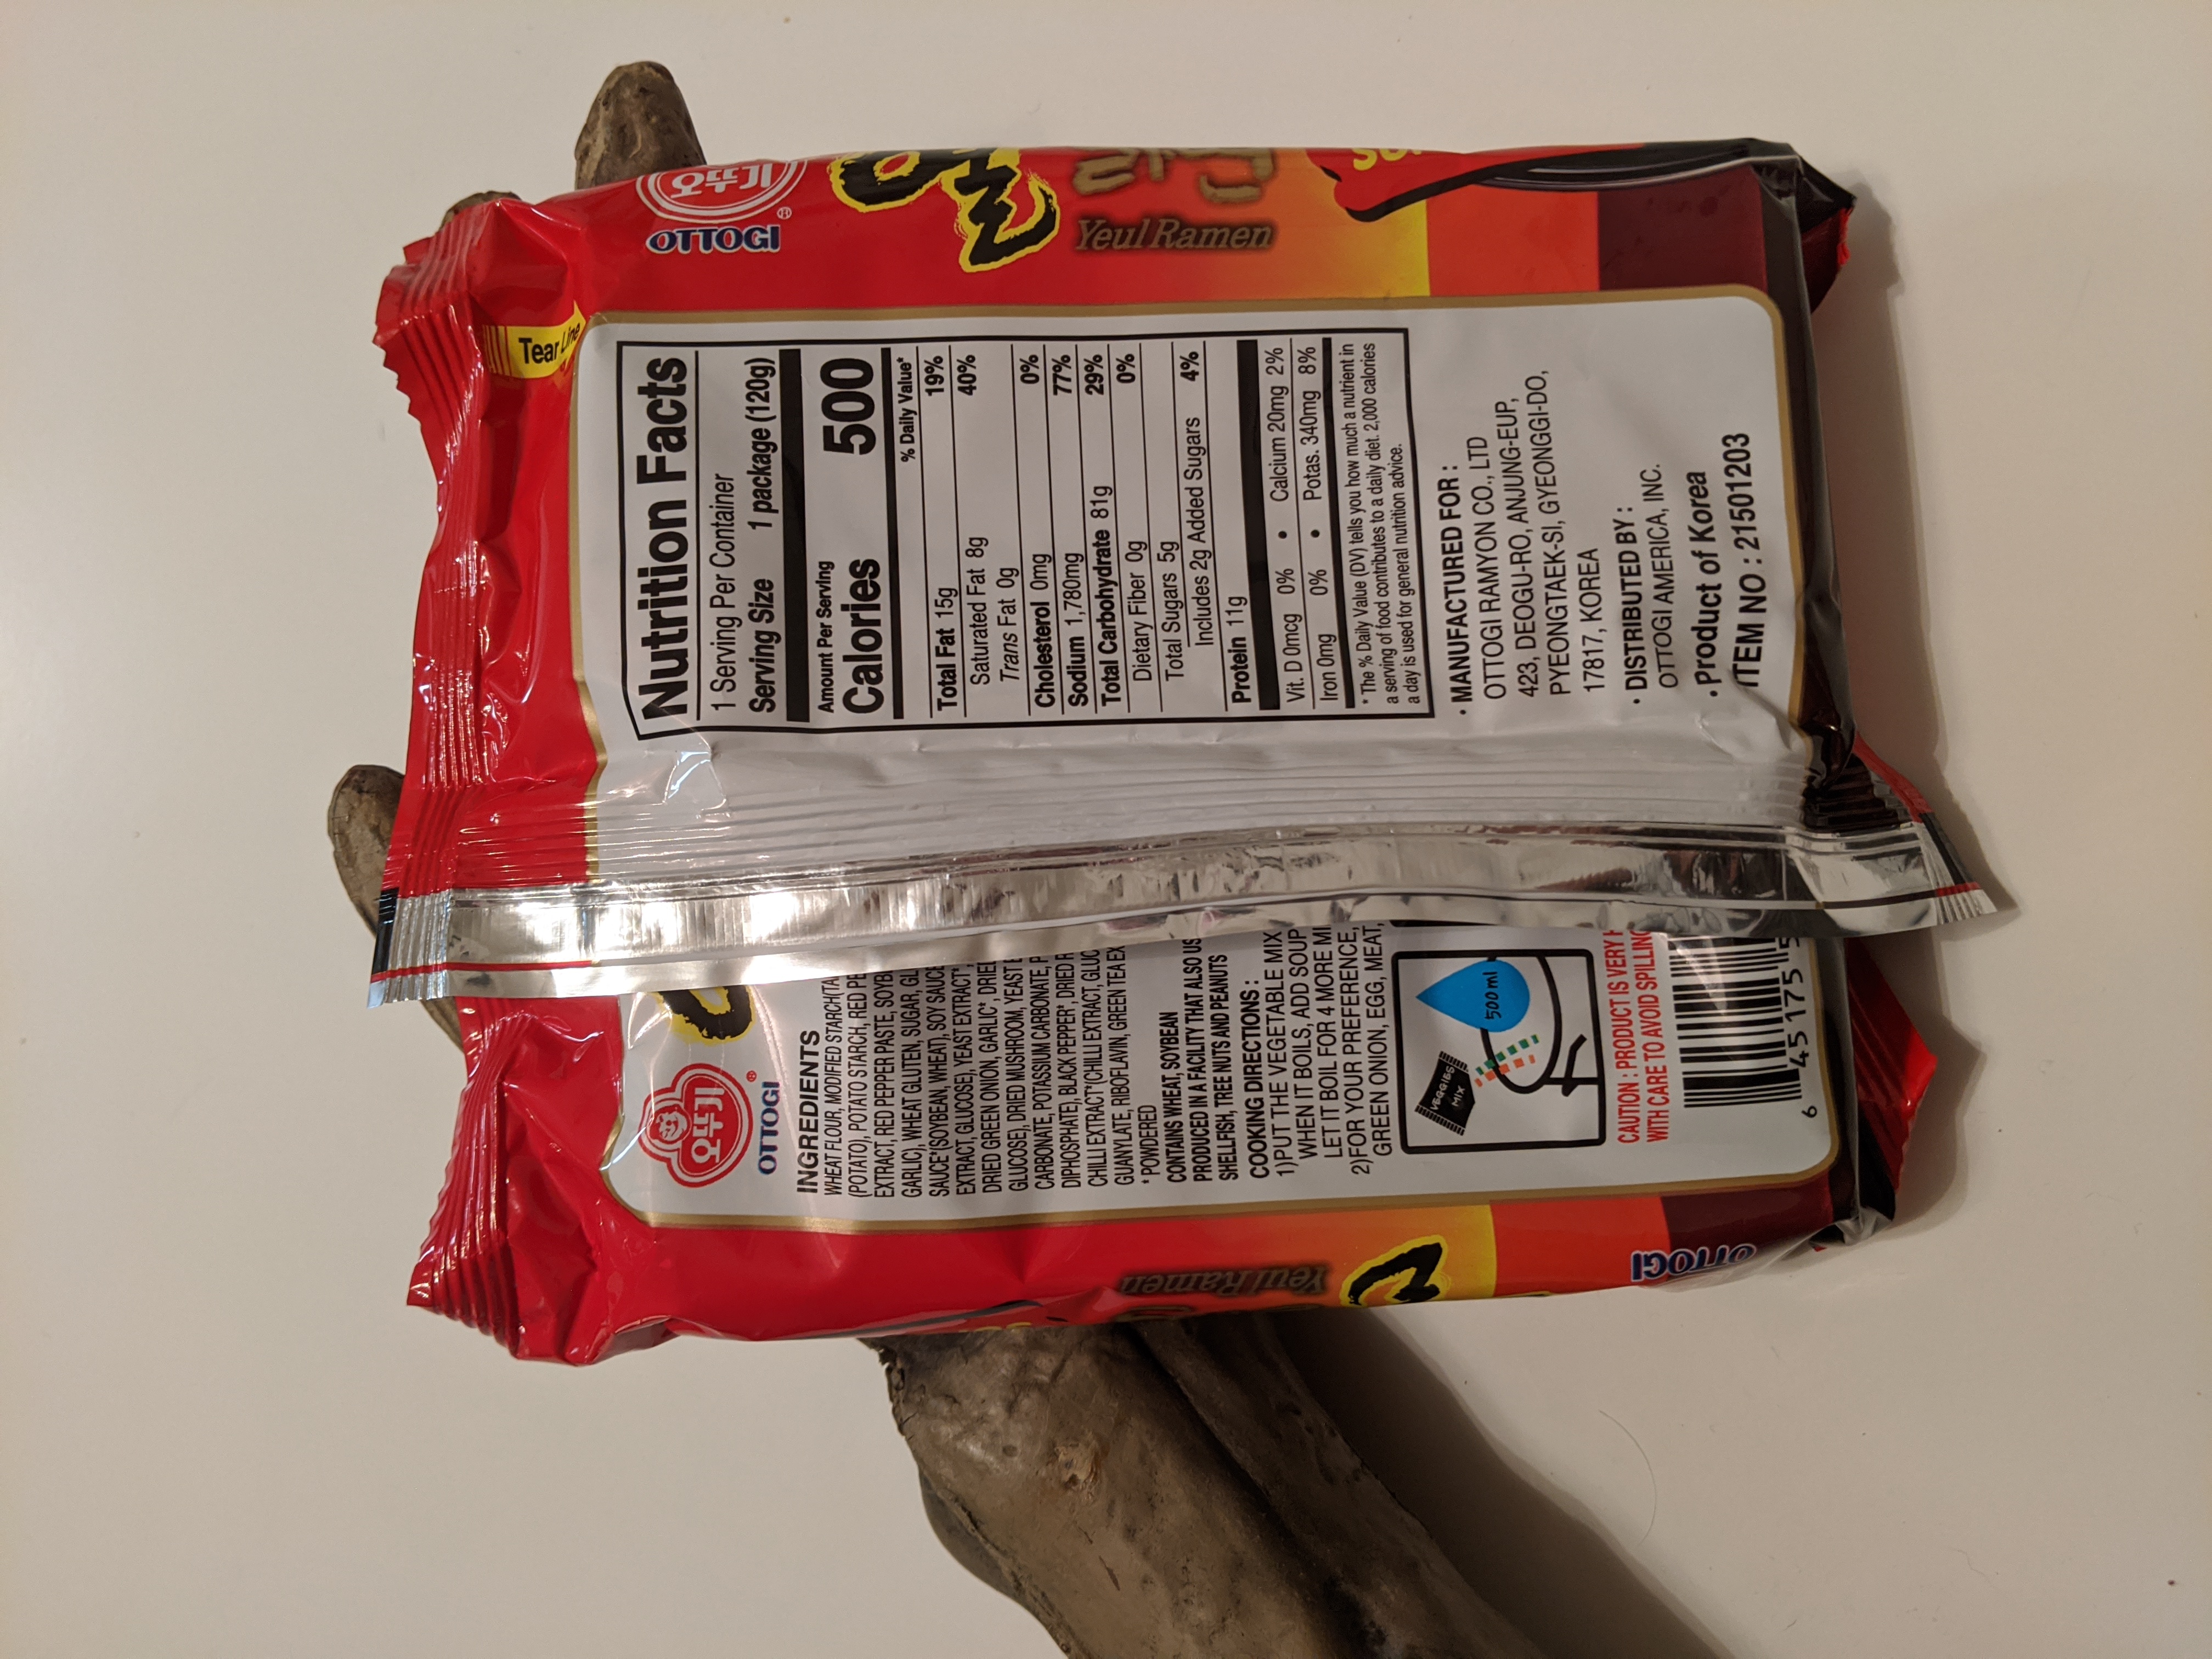 오뚜기
OTTOGI
INGREDIENTS
WHEAT FLOUR, MODIFIED
(POTATO), POTATO STARCH, RED
EXTRACT, RED PEPPER PASTE,
GARLIC), WHEAT GLUTEN, SUGAR,
SAUCE*(SOYBEAN, WHEAT), SOY SAUCE
EXTRACT, GLUCOSE), YEAST EXTRACT*,
DRIED GREEN ONION, GARLIC*,
GLUCOSE), DRIED MUSHROOM, YEAST
CARBONATE, POTASSIUM CARBONATE,
DIPHOSPHATE), BLACK PEPPER*, DRIED
CHILLI EXTRACT*(CHILLI EXTRACT,
GUANYLATE, RIBOFLAVIN, GREEN TEA
* POWDERED
CONTAINS WHEAT, SOYBEAN
PRODUCED IN A FACILITY THAT ALSO
SHELLFISH, TREE NUTS AND PEANUTS
COOKING DIRECTIONS :
1)PUT THE VEGETABLE MIX
WHEN IT BOILS, ADD SOUP
LET IT BOIL FOR 4 MORE
2)FOR YOUR PREFERENCE,
GREEN ONION, EGG, MEAT,
VEGGIES
MIX
500ml
CAUTION : PRODUCT IS VERY
WITH CARE TO AVOID
6 45175
Tear Line
Nutrition Facts
1 Serving Per Container
Serving Size 1 package (120g)
Amount Per Serving
Calories 500
% Daily Value*
Total Fat 15g 19%
Saturated Fat 8g 40%
Trans Fat 0g
Cholesterol 0mg 0%
Sodium 1,780mg 77%
Total Carbohydrate 81g 29%
Dietary Fiber 0g 0%
Total Sugars 5g
Includes 2g Added Sugars 4%
Protein 11g
Vit. D 0mcg 0% • Calcium 20mg 2%
Iron 0mg 0% • Potas. 340mg 8%
* The % Daily Value (DV) tells you how much a nutrient in
a serving of food contributes to a daily diet. 2,000 calories
a day is used for general nutrition advice.
• MANUFACTURED FOR :
OTTOGI RAMYON CO., LTD
423, DEOGU-RO, ANJUNG-EUP,
PYEONGTAEK-SI, GYEONGGI-DO,
17817, KOREA
• DISTRIBUTED BY :
OTTOGI AMERICA, INC.
• Product of Korea
ITEM NO : 21501203
오뚜기
OTTOGI
열
Yeul Ramen
Yeul Ramen
OTTOGI